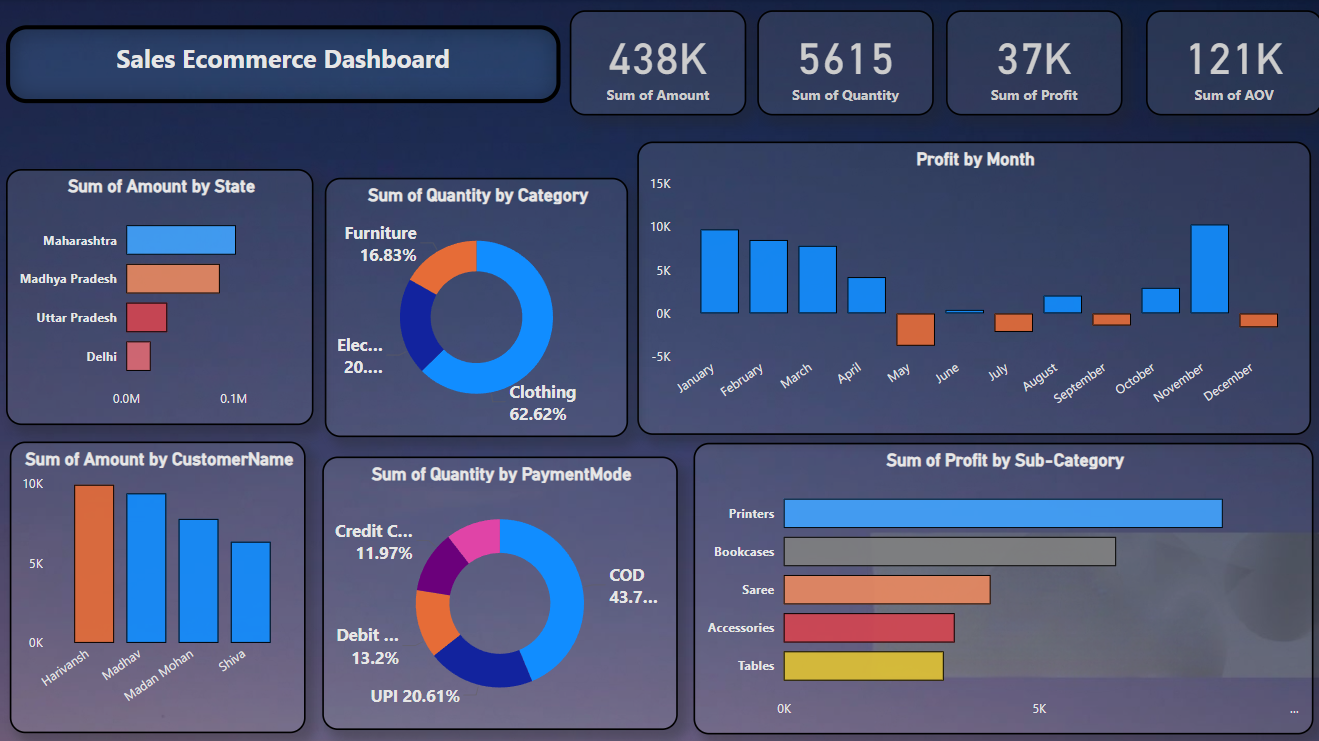 Sales Ecommerce Dashboard
438K
Sum of Amount
5615
Sum of Quantity
37K
Sum of Profit
121K
Sum of AOV
Sum of Amount by State
Maharashtra
Madhya Pradesh
Uttar Pradesh
Delhi
0.0M 0.1M
Sum of Quantity by Category
Furniture
16.83%
Elec...
20....
Clothing
62.62%
Profit by Month
15K
10K
5K
0K
-5K
January February March April May June July August September October November December
Sum of Amount by CustomerName
10K
5K
0K
Harivansh Madhav Madan Mohan Shiva
Sum of Quantity by PaymentMode
Credit C...
11.97%
COD
43.7...
Debit ...
13.2%
UPI 20.61%
Sum of Profit by Sub-Category
Printers
Bookcases
Saree
Accessories
Tables
0K 5K ...